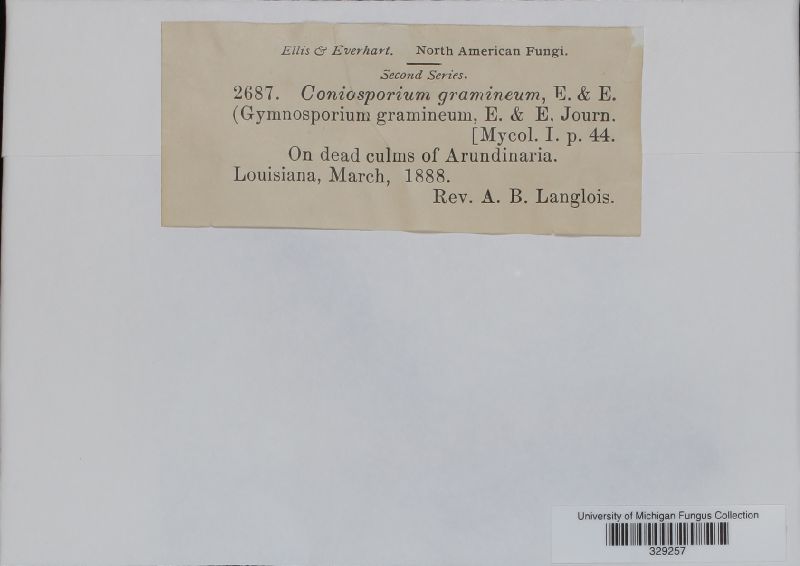 Ellis & Everhart. North American Fungi.
Second Series.
2687. Coniosporium gramineum, E. & E.
(Gymnosporium gramineum, E. & E. Journ.
[Mycol. I. p. 44.
On dead culms of Arundinaria.
Louisiana, March, 1888.
Rev. A. B. Langlois.
University of Michigan Fungus Collection
329257